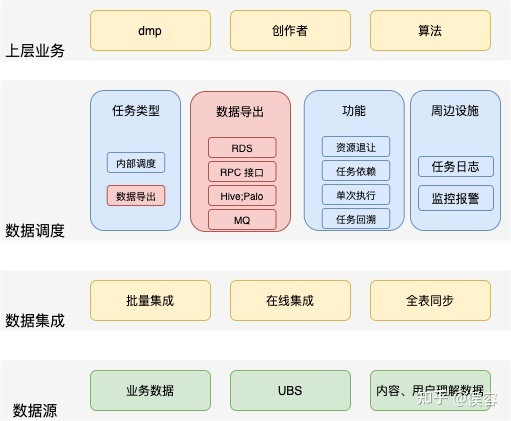 上层业务
dmp
创作者
算法
数据调度
任务类型
内部调度
数据导出
数据导出
RDS
RPC 接口
Hive;Palo
MQ
功能
资源退让
任务依赖
单次执行
任务回溯
周边设施
任务日志
监控报警
数据集成
批量集成
在线集成
全表同步
数据源
业务数据
UBS
内容、用户理解数据
知乎 @侯容